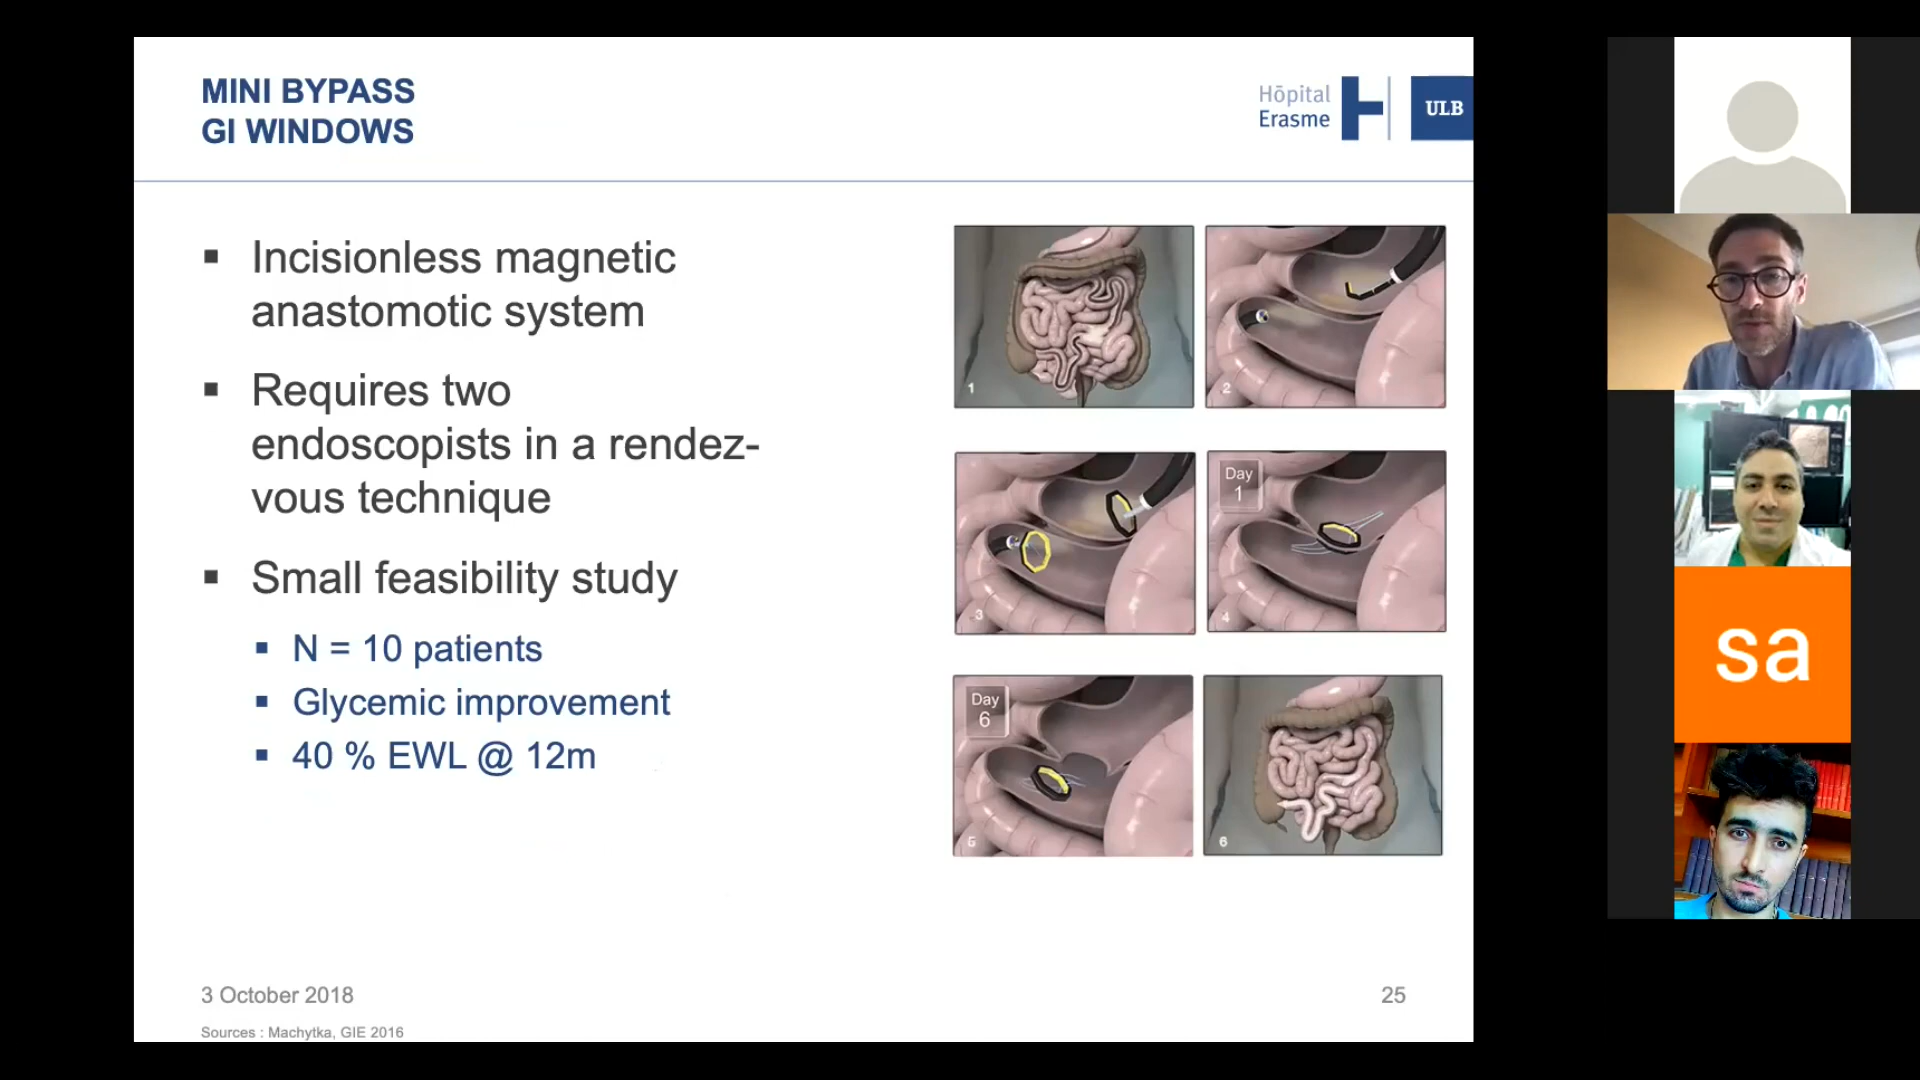 MINI BYPASS
GI WINDOWS
Hôpital
Erasme
ULB
▪ Incisionless magnetic
anastomotic system
▪ Requires two
endoscopists in a rendez-
vous technique
▪ Small feasibility study
▪ N = 10 patients
▪ Glycemic improvement
▪ 40 % EWL @ 12m
1
2
3
Day
1
4
Day
6
5
6
3 October 2018
25
Sources : Machytka, GIE 2016
sa